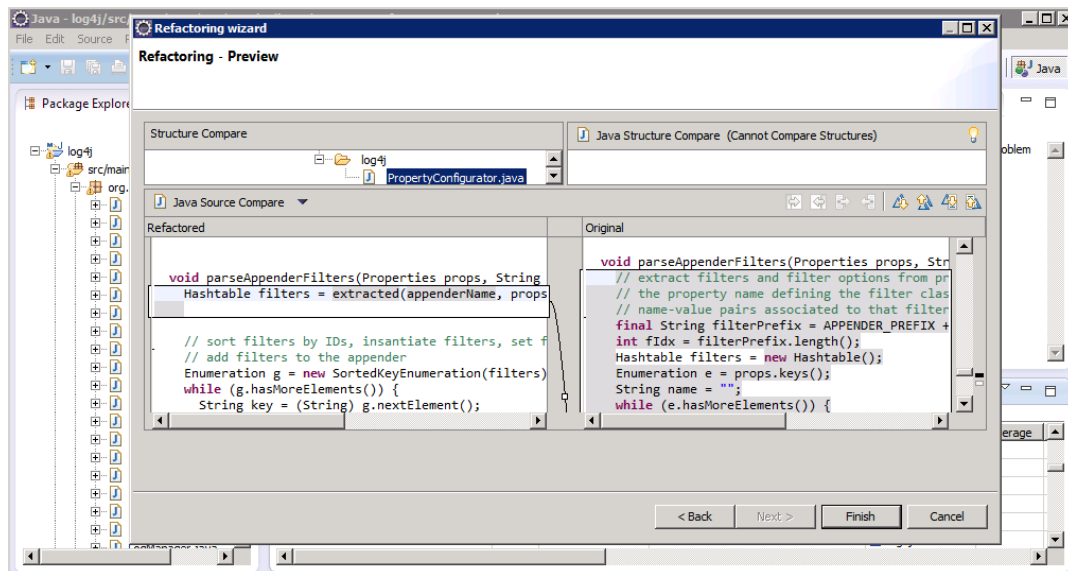 Java - log4j/src/
Refactoring wizard
File Edit Source
Refactoring - Preview
Java
Package Explore
Structure Compare
Java Structure Compare (Cannot Compare Structures)
log4j
log4j
oblem
src/main
PropertyConfigurator.java
org.
Java Source Compare
Refactored
Original
void parseAppenderFilters(Properties props, String
Hashtable filters = extracted(appenderName, props
// sort filters by IDs, insantiate filters, set f
// add filters to the appender
Enumeration g = new SortedKeyEnumeration(filters)
while (g.hasMoreElements()) {
String key = (String) g.nextElement();
void parseAppenderFilters(Properties props, Str
// extract filters and filter options from pr
// the property name defining the filter clas
// name-value pairs associated to that filter
final String filterPrefix = APPENDER_PREFIX +
int fIdx = filterPrefix.length();
Hashtable filters = new Hashtable();
Enumeration e = props.keys();
String name = "";
while (e.hasMoreElements()) {
erage
< Back
Next >
Finish
Cancel
LogManager.java